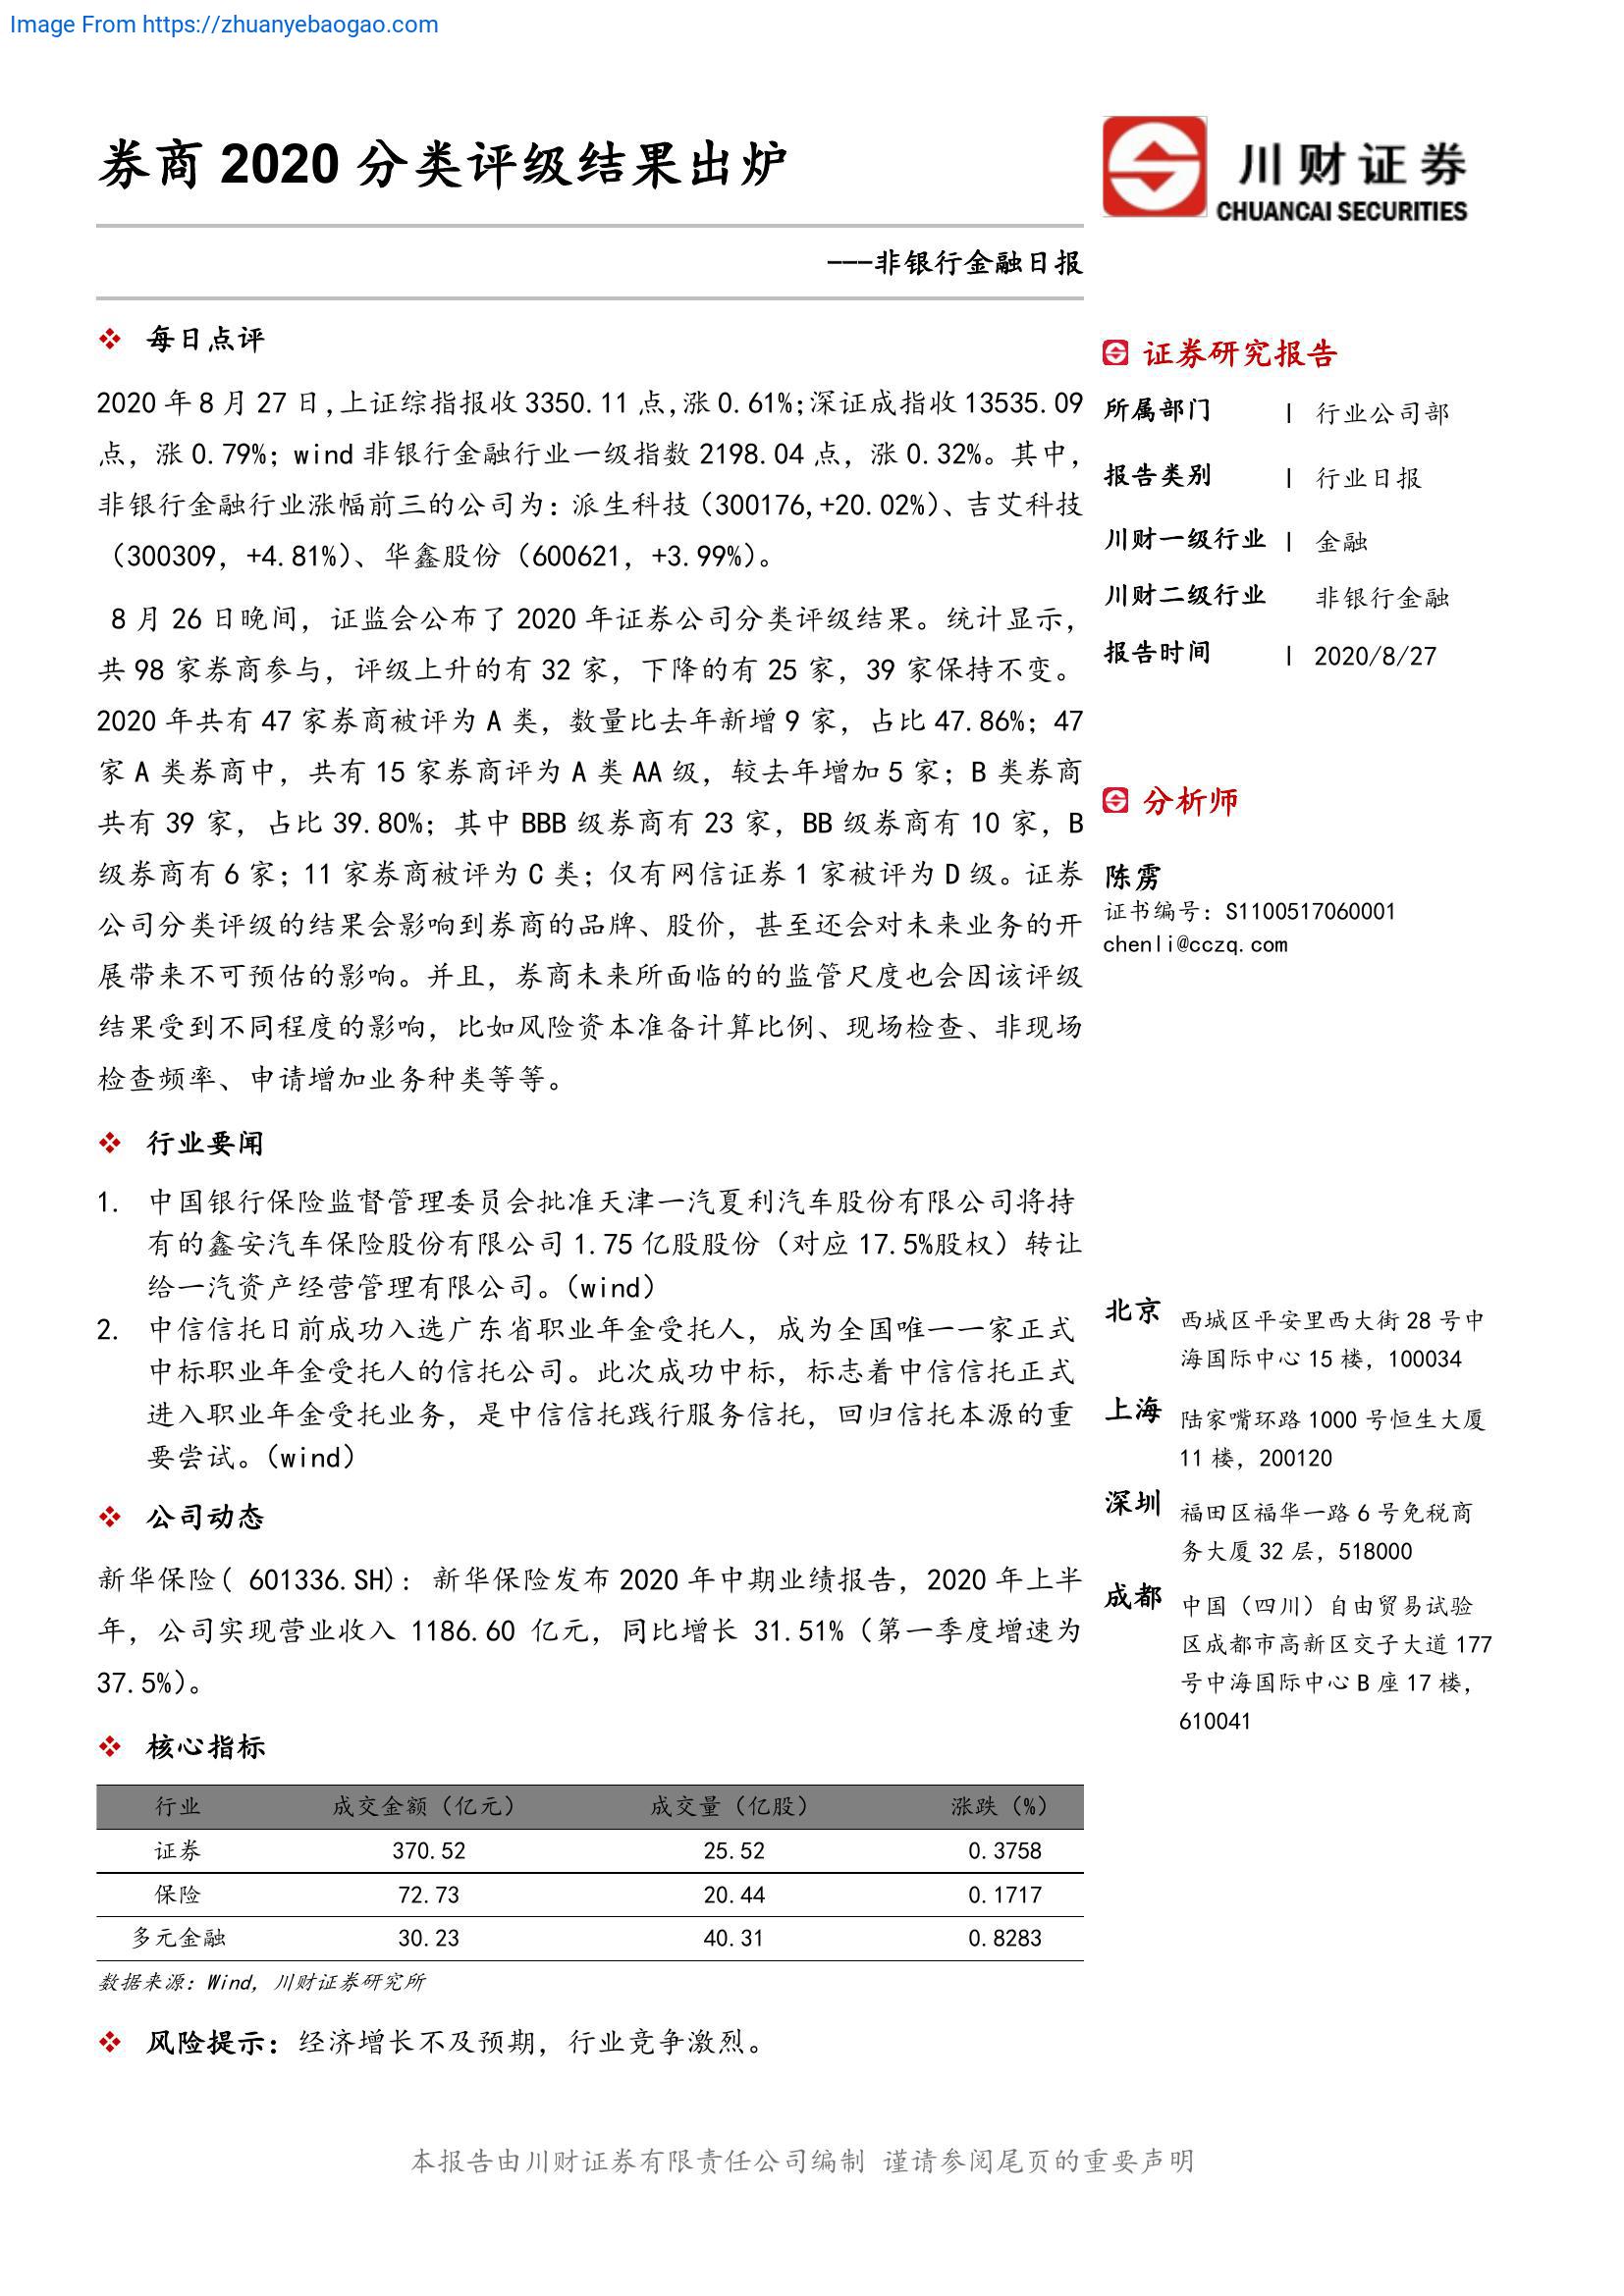 Image From https://zhuanyebaogao.com
券商 2020 分类评级结果出炉
川财证券
CHUANCAI SECURITIES
---非银行金融日报
每日点评
2020 年 8 月 27 日,上证综指报收 3350.11 点,涨 0.61%;深证成指收 13535.09
点，涨 0.79%；wind 非银行金融行业一级指数 2198.04 点，涨 0.32%。其中，
非银行金融行业涨幅前三的公司为：派生科技（300176,+20.02%）、吉艾科技
（300309，+4.81%）、华鑫股份（600621，+3.99%）。
8 月 26 日晚间，证监会公布了 2020 年证券公司分类评级结果。统计显示，
共 98 家券商参与，评级上升的有 32 家，下降的有 25 家，39 家保持不变。
2020 年共有 47 家券商被评为 A 类，数量比去年新增 9 家，占比 47.86%；47
家 A 类券商中，共有 15 家券商评为 A 类 AA 级，较去年增加 5 家；B 类券商
共有 39 家，占比 39.80%；其中 BBB 级券商有 23 家，BB 级券商有 10 家，B
级券商有 6 家；11 家券商被评为 C 类；仅有网信证券 1 家被评为 D 级。证券
公司分类评级的结果会影响到券商的品牌、股价，甚至还会对未来业务的开
展带来不可预估的影响。并且，券商未来所面临的的监管尺度也会因该评级
结果受到不同程度的影响，比如风险资本准备计算比例、现场检查、非现场
检查频率、申请增加业务种类等等。
行业要闻
1. 中国银行保险监督管理委员会批准天津一汽夏利汽车股份有限公司将持
有的鑫安汽车保险股份有限公司 1.75 亿股股份（对应 17.5%股权）转让
给一汽资产经营管理有限公司。（wind）
2. 中信信托日前成功入选广东省职业年金受托人，成为全国唯一一家正式
中标职业年金受托人的信托公司。此次成功中标，标志着中信信托正式
进入职业年金受托业务，是中信信托践行服务信托，回归信托本源的重
要尝试。（wind）
公司动态
新华保险( 601336.SH)：新华保险发布 2020 年中期业绩报告，2020 年上半
年，公司实现营业收入 1186.60 亿元，同比增长 31.51%（第一季度增速为
37.5%）。
核心指标
行业 成交金额（亿元） 成交量（亿股） 涨跌（%）
证券 370.52 25.52 0.3758
保险 72.73 20.44 0.1717
多元金融 30.23 40.31 0.8283
数据来源：Wind，川财证券研究所
风险提示：经济增长不及预期，行业竞争激烈。
证券研究报告
所属部门 | 行业公司部
报告类别 | 行业日报
川财一级行业 | 金融
川财二级行业 非银行金融
报告时间 | 2020/8/27
分析师
陈雳
证书编号：S1100517060001
chenli@cczq.com
北京 西城区平安里西大街 28 号中
海国际中心 15 楼，100034
上海 陆家嘴环路 1000 号恒生大厦
11 楼，200120
深圳 福田区福华一路 6 号免税商
务大厦 32 层，518000
成都 中国（四川）自由贸易试验
区成都市高新区交子大道 177
号中海国际中心 B 座 17 楼，
610041
本报告由川财证券有限责任公司编制 谨请参阅尾页的重要声明